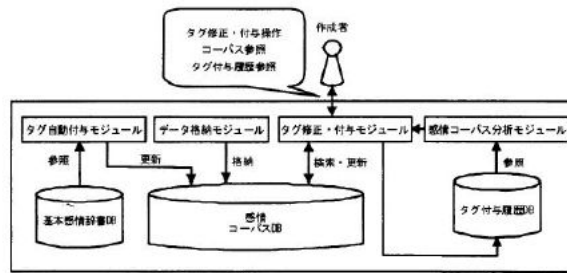 作成者
タグ修正・付与操作
コーパス参照
タグ付与履歴参照
タグ自動付与モジュール
データ格納モジュール
タグ修正・付与モジュール
感情コーパス分析モジュール
参照
更新
格納
検索・更新
参照
基本感情辞書DB
感情
コーパスDB
タグ付与履歴DB